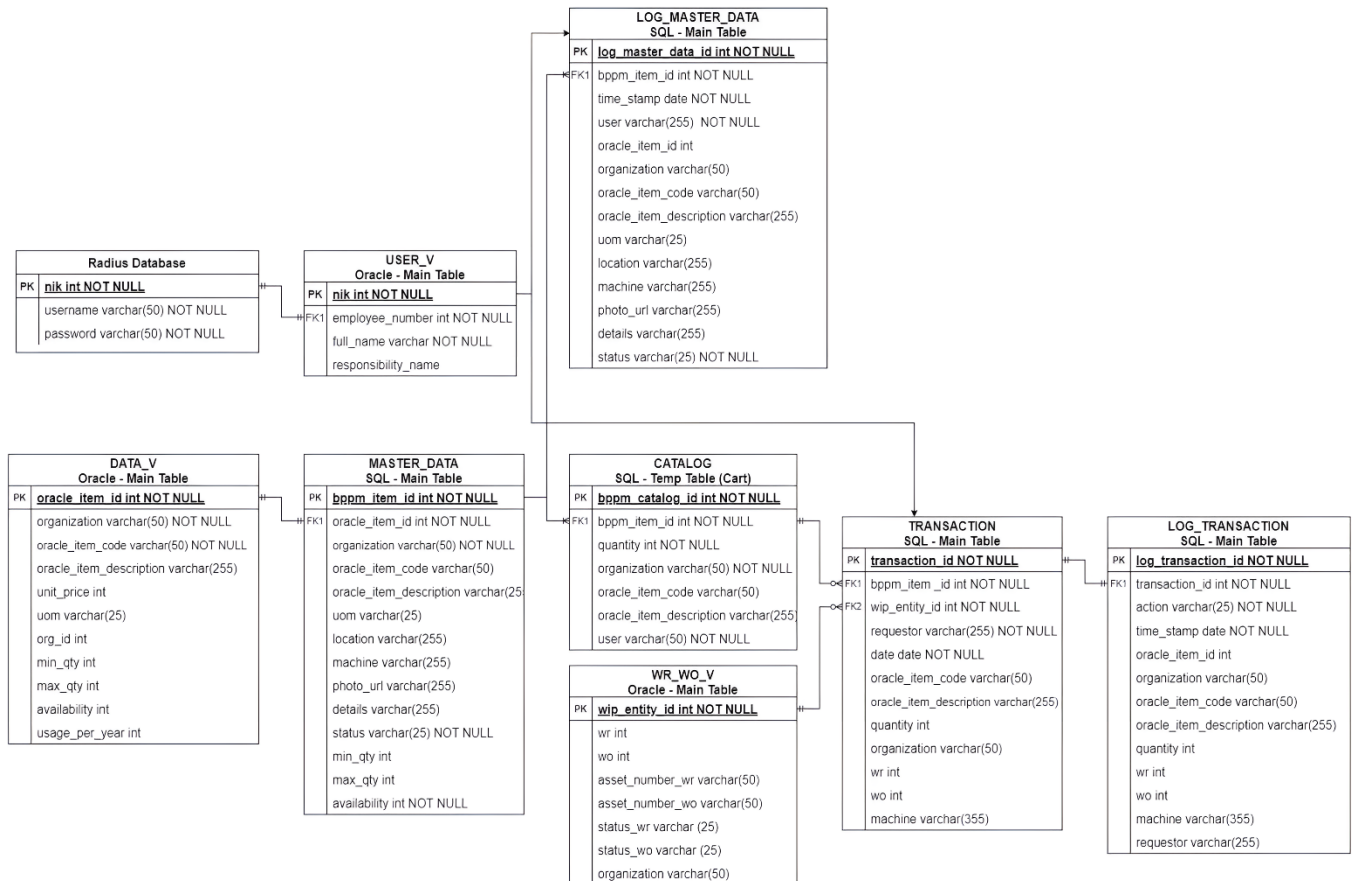 LOG_MASTER_DATA
SQL - Main Table
PK log_master_data_id int NOT NULL
FK1 bppm_item_id int NOT NULL
time_stamp date NOT NULL
user varchar(255) NOT NULL
oracle_item_id int
organization varchar(50)
oracle_item_code varchar(50)
oracle_item_description varchar(255)
uom varchar(25)
location varchar(255)
machine varchar(255)
photo_url varchar(255)
details varchar(255)
status varchar(25) NOT NULL
Radius Database
PK nik int NOT NULL
username varchar(50) NOT NULL
password varchar(50) NOT NULL
USER_V
Oracle - Main Table
PK nik int NOT NULL
FK1 employee_number int NOT NULL
full_name varchar NOT NULL
responsibility_name
DATA_V
Oracle - Main Table
PK oracle_item_id int NOT NULL
organization varchar(50) NOT NULL
oracle_item_code varchar(50) NOT NULL
oracle_item_description varchar(255)
unit_price int
uom varchar(25)
org_id int
min_qty int
max_qty int
availability int
usage_per_year int
MASTER_DATA
SQL - Main Table
PK bppm_item_id int NOT NULL
FK1 oracle_item_id int NOT NULL
organization varchar(50) NOT NULL
oracle_item_code varchar(50)
oracle_item_description varchar(25
uom varchar(25)
location varchar(255)
machine varchar(255)
photo_url varchar(255)
details varchar(255)
status varchar(25) NOT NULL
min_qty int
max_qty int
availability int NOT NULL
CATALOG
SQL - Temp Table (Cart)
PK bppm_catalog_id int NOT NULL
FK1 bppm_item_id int NOT NULL
quantity int NOT NULL
organization varchar(50) NOT NULL
oracle_item_code varchar(50)
oracle_item_description varchar(255)
user varchar(50) NOT NULL
WR_WO_V
Oracle - Main Table
PK wip_entity_id int NOT NULL
wr int
wo int
asset_number_wr varchar(50)
asset_number_wo varchar(50)
status_wr varchar (25)
status_wo varchar (25)
organization varchar(50)
TRANSACTION
SQL - Main Table
PK transaction_id NOT NULL
FK1 bppm_item _id int NOT NULL
FK2 wip_entity_id int NOT NULL
requestor varchar(255) NOT NULL
date date NOT NULL
oracle_item_code varchar(50)
oracle_item_description varchar(255)
quantity int
organization varchar(50)
wr int
wo int
machine varchar(355)
LOG_TRANSACTION
SQL - Main Table
PK log_transaction_id NOT NULL
FK1 transaction_id int NOT NULL
action varchar(25) NOT NULL
time_stamp date NOT NULL
oracle_item_id int
organization varchar(50)
oracle_item_code varchar(50)
oracle_item_description varchar(255)
quantity int
wr int
wo int
machine varchar(355)
requestor varchar(255)